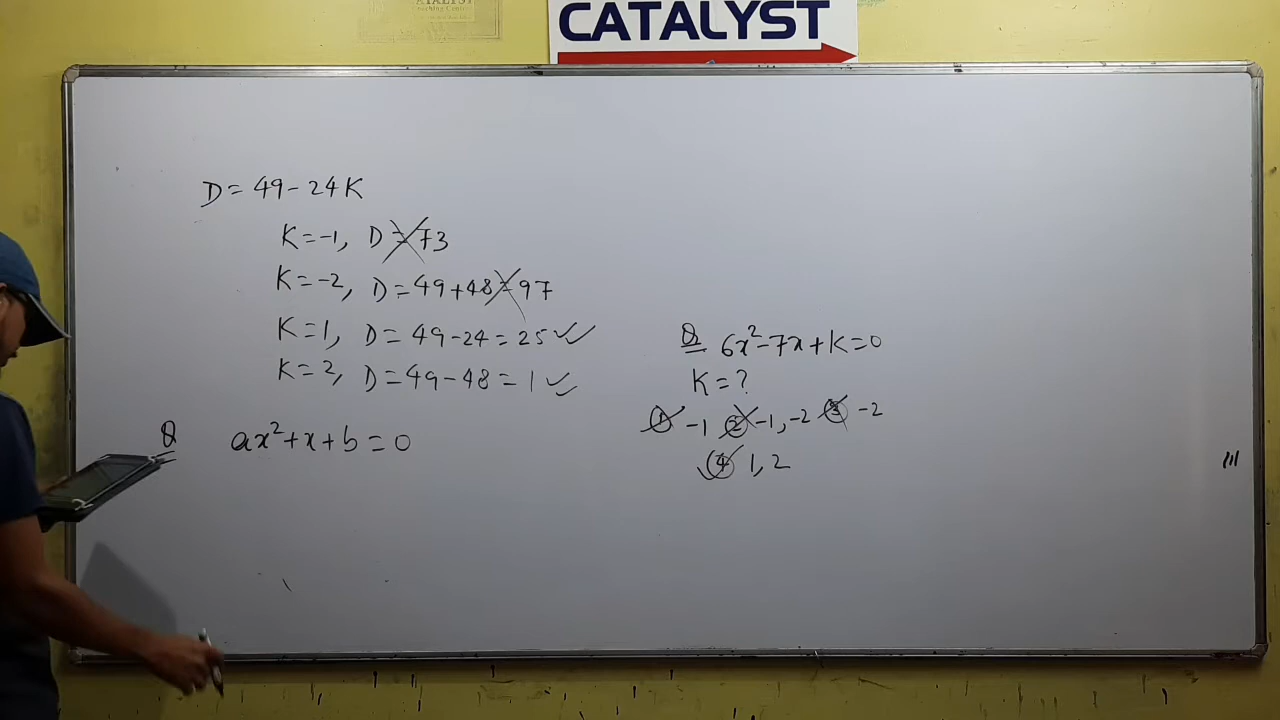 CATALYST
D = 49 - 24K
K = -1, D = 73
K = -2, D = 49 + 48 = 97
K = 1, D = 49 - 24 = 25 ✓✓
K = 2, D = 49 - 48 = 1 ✓✓
Q ax² + x + b = 0
Q 6x² - 7x + K = 0
K = ?
① -1 ② -1, -2 ③ -2
④ 1, 2